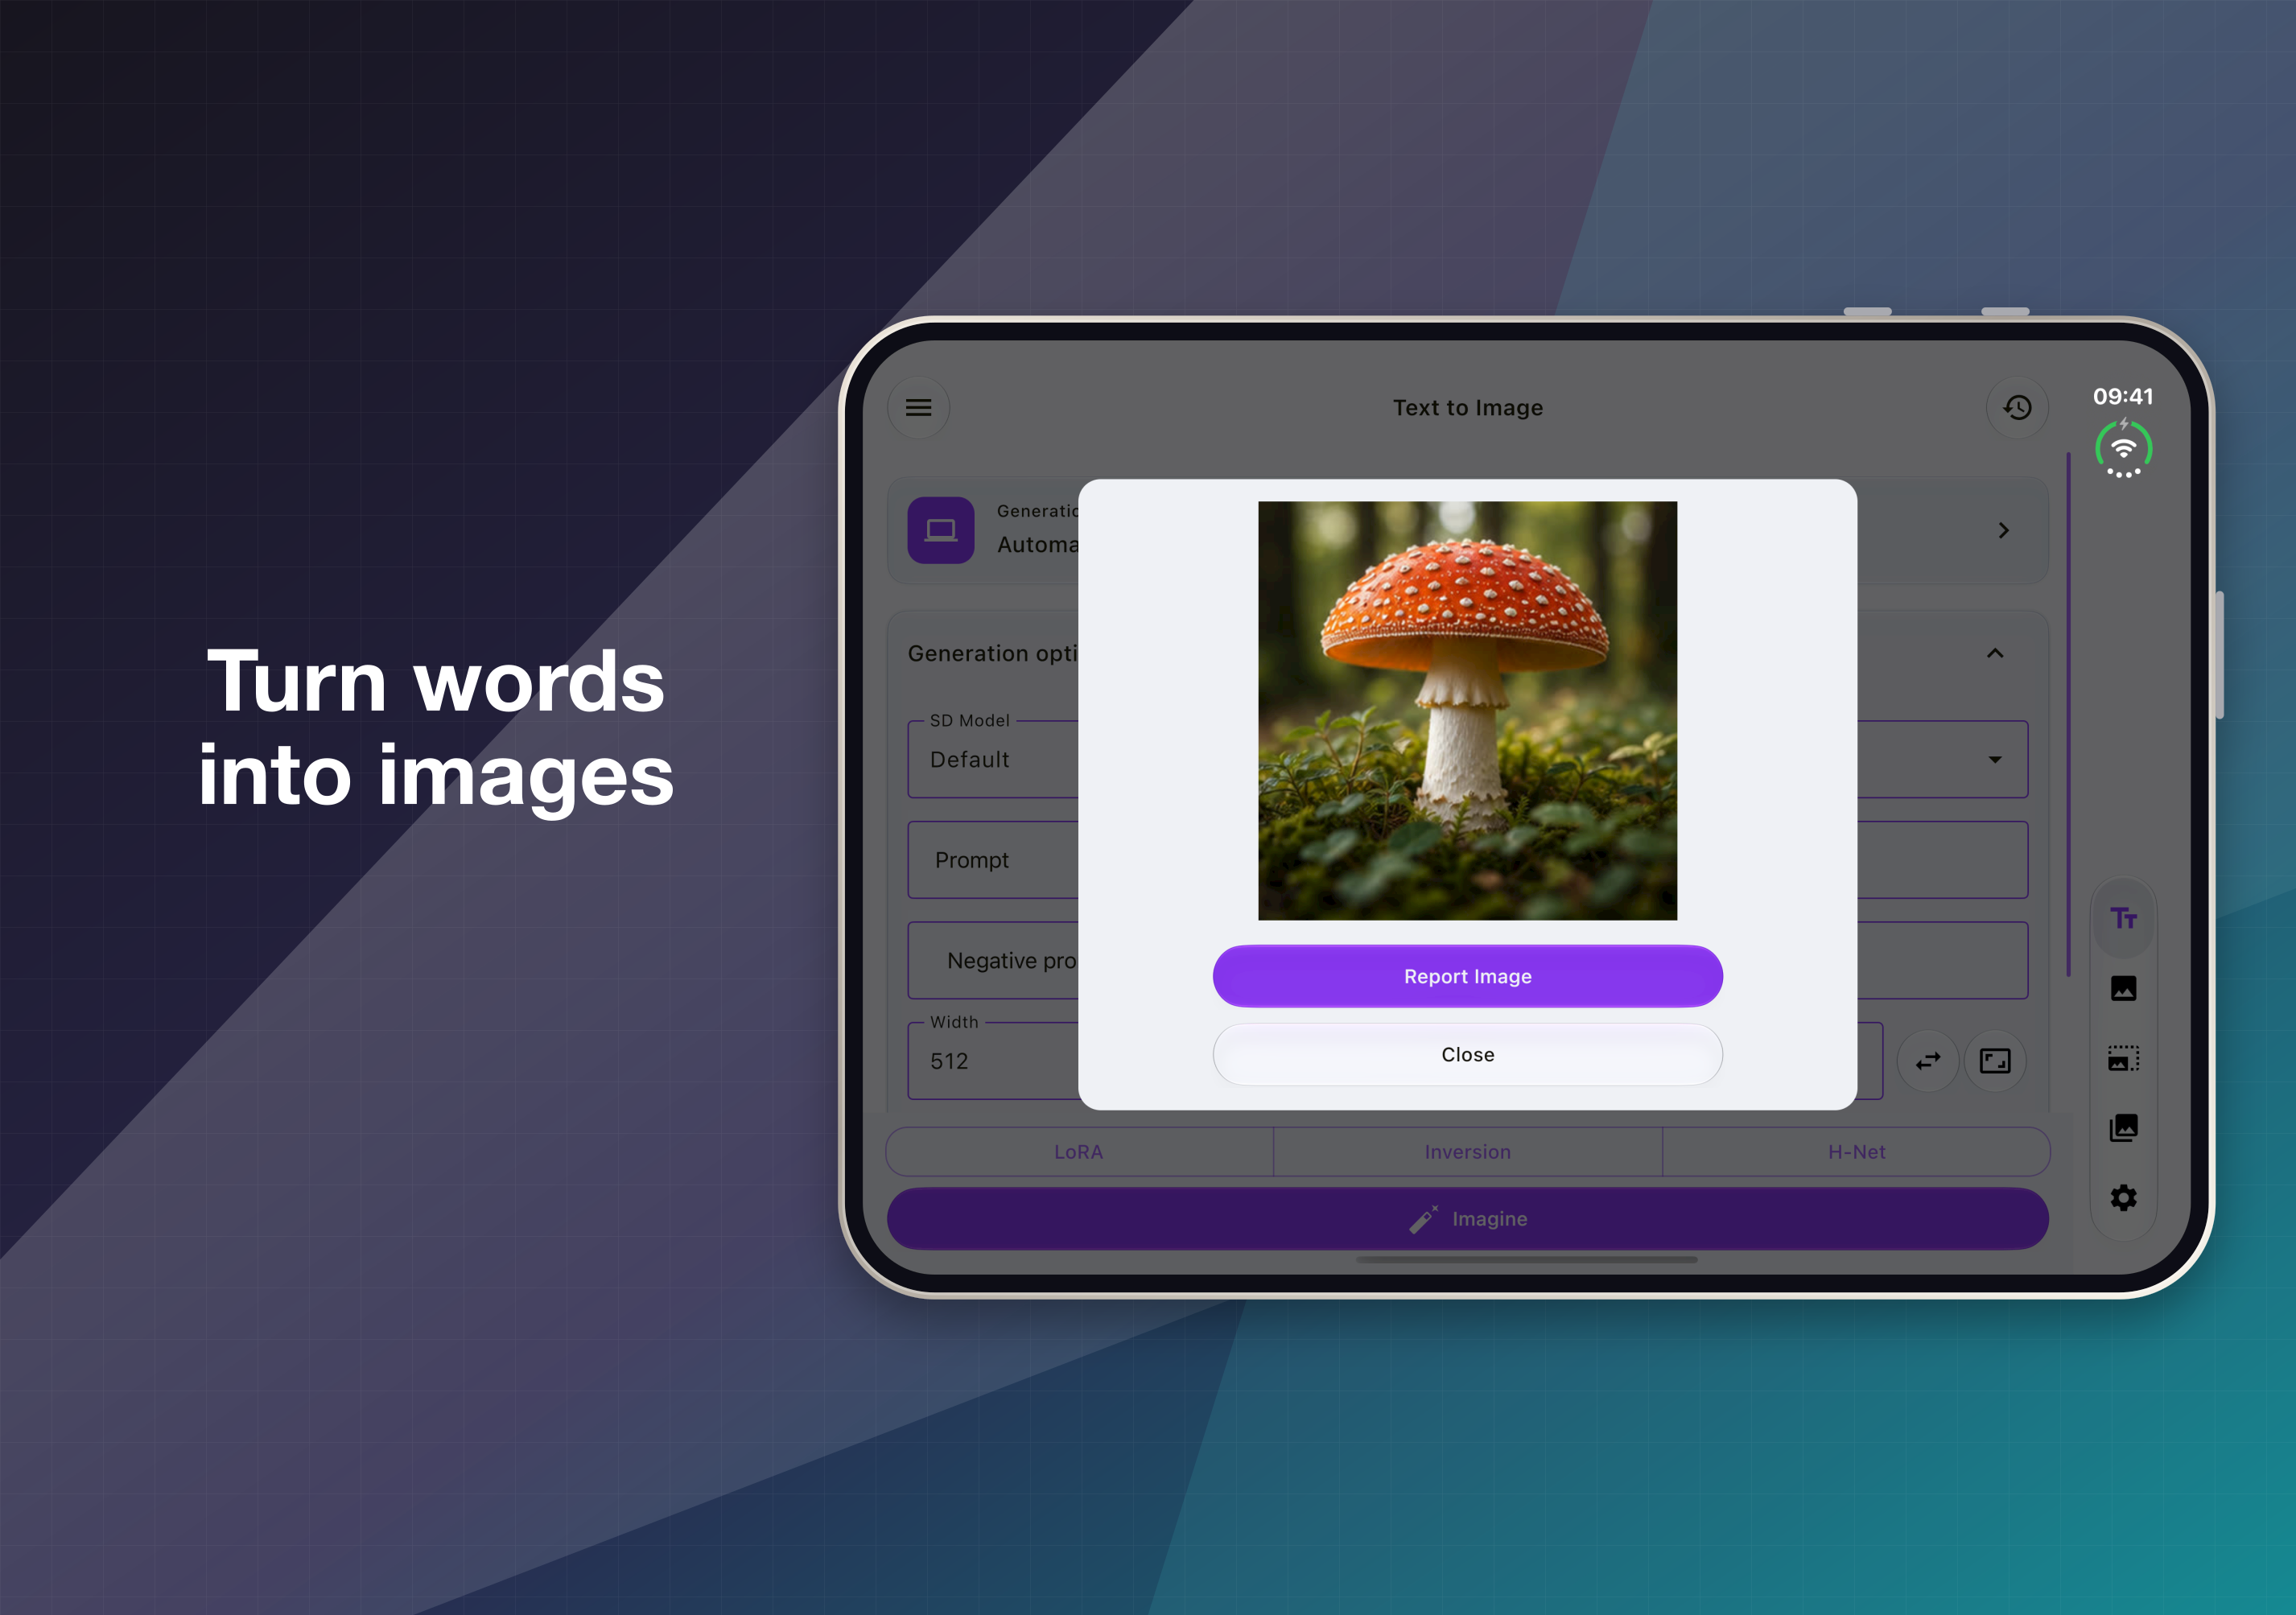 Turn words
into images
Text to Image
09:41
Generatio
Automa
Generation opti
SD Model
Default
Prompt
Negative pro
Width
512
Report Image
Close
LoRA
Inversion
H-Net
Imagine